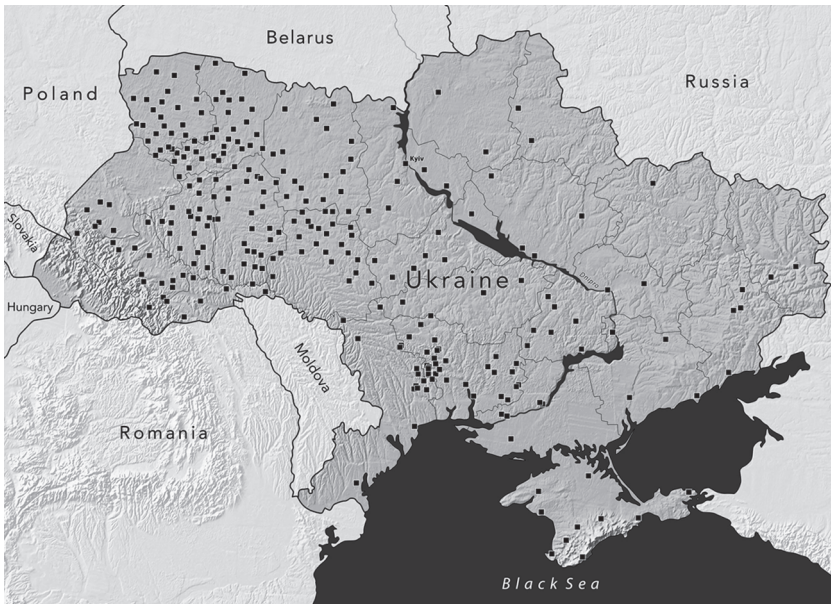 Belarus
Poland
Russia
Kyiv
Slovakia
Ukraine
Hungary
Moldova
Romania
Black Sea